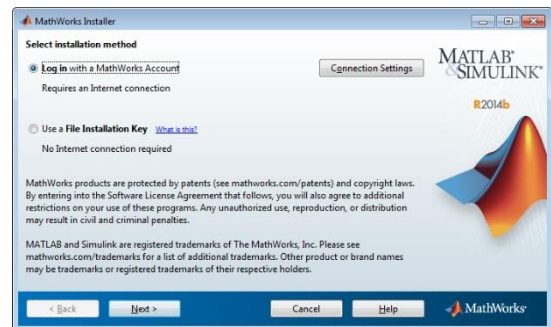 MathWorks Installer
Select installation method
Log in with a MathWorks Account
Connection Settings
Requires an Internet connection
Use a File Installation Key What is this?
No Internet connection required
MATLAB®
&SIMULINK®
R2014b
MathWorks products are protected by patents (see mathworks.com/patents) and copyright laws.
By entering into the Software License Agreement that follows, you will also agree to additional
restrictions on your use of these programs. Any unauthorized use, reproduction, or distribution
may result in civil and criminal penalties.
MATLAB and Simulink are registered trademarks of The MathWorks, Inc. Please see
mathworks.com/trademarks for a list of additional trademarks. Other product or brand names
may be trademarks or registered trademarks of their respective holders.
< Back Next > Cancel Help MathWorks®